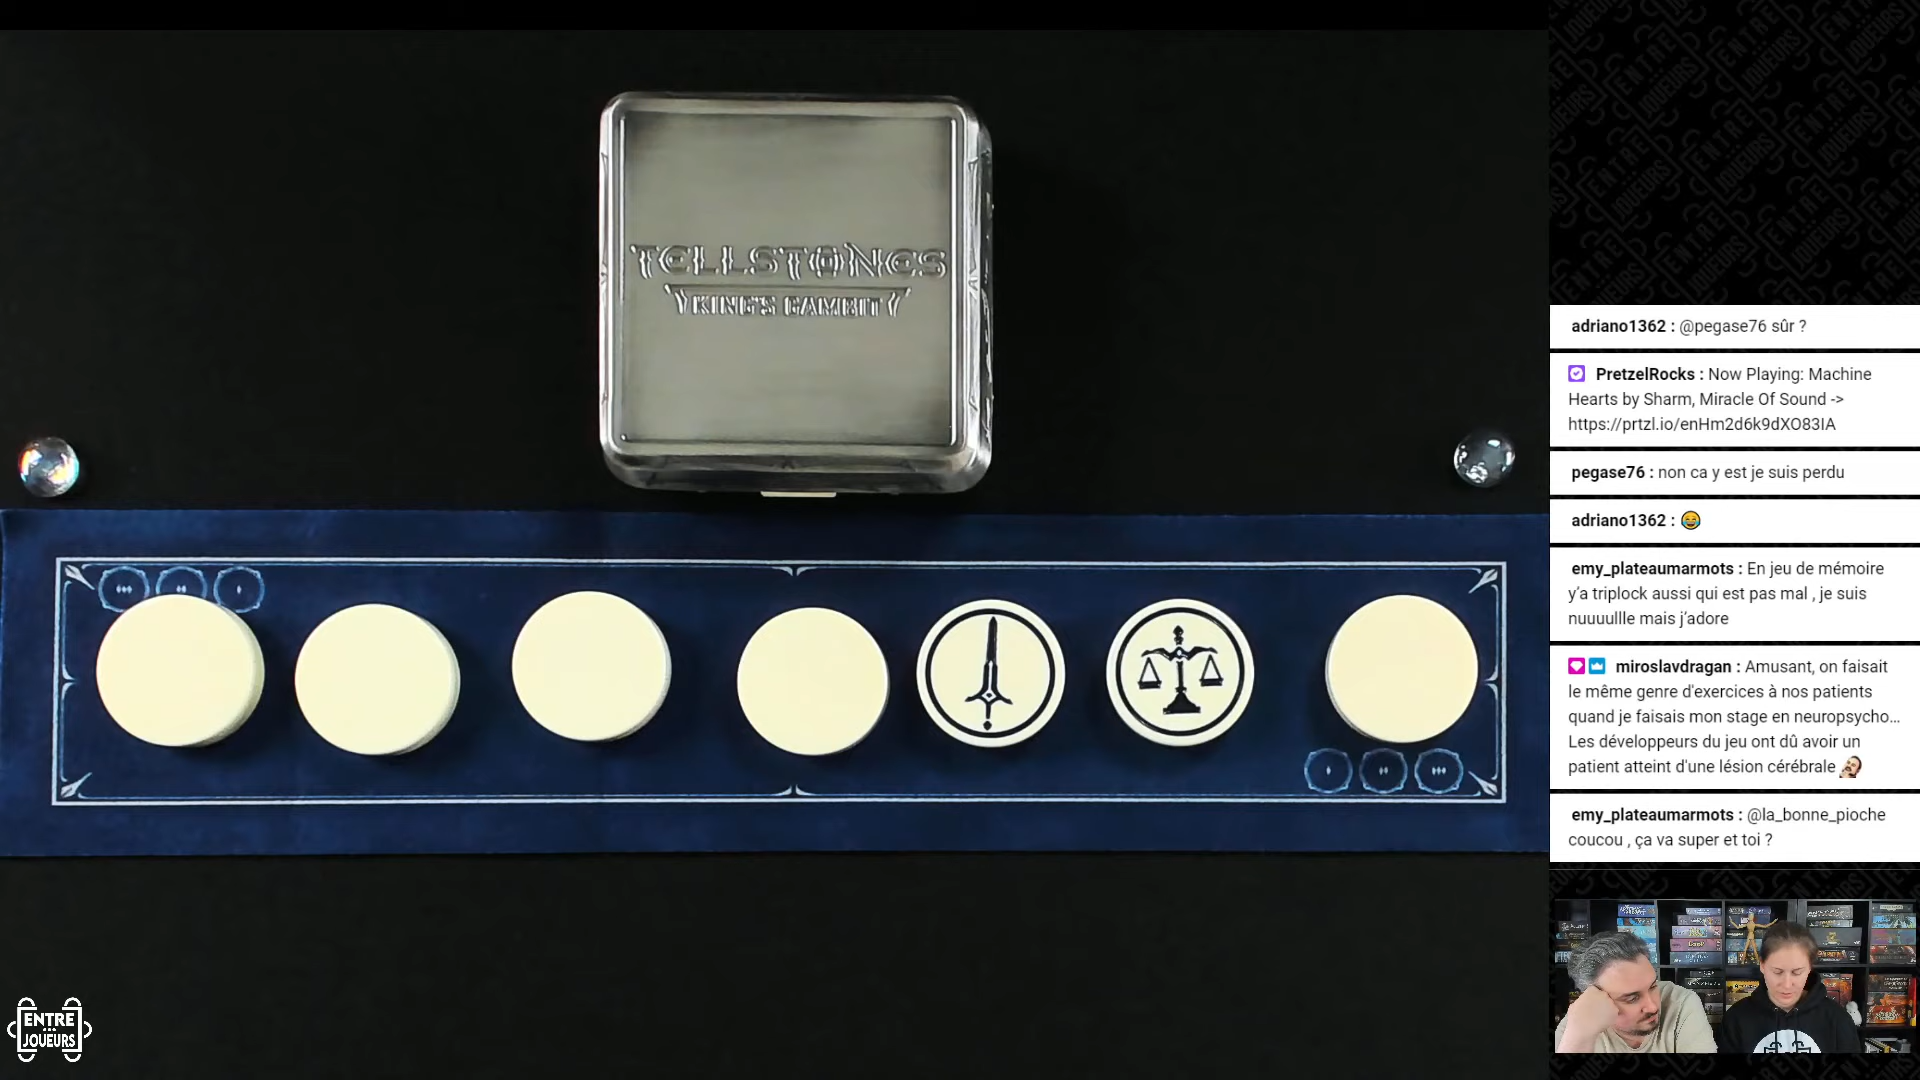 TELLSTONES
KING'S GAMBIT
adriano1362 : @pegase76 sûr ?
PretzelRocks : Now Playing: Machine
Hearts by Sharm, Miracle Of Sound ->
https://prtzl.io/enHm2d6k9dXO83IA
pegase76 : non ca y est je suis perdu
adriano1362 : 😂
emy_plateaumarmots : En jeu de mémoire
y'a triplock aussi qui est pas mal , je suis
nuuuullle mais j'adore
miroslavdragan : Amusant, on faisait
le même genre d'exercices à nos patients
quand je faisais mon stage en neuropsycho...
Les développeurs du jeu ont dû avoir un
patient atteint d'une lésion cérébrale
emy_plateaumarmots : @la_bonne_pioche
coucou , ça va super et toi ?
ENTRE
JOUEURS